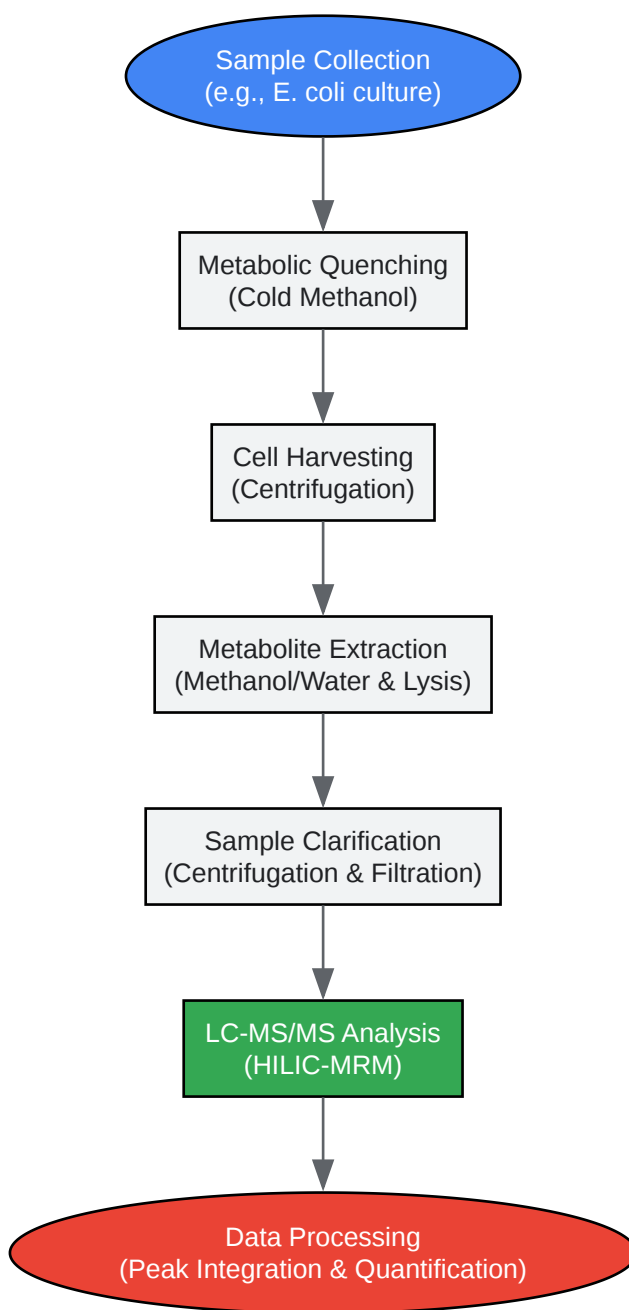 Sample Collection
(e.g., E. coli culture)
Metabolic Quenching
(Cold Methanol)
Cell Harvesting
(Centrifugation)
Metabolite Extraction
(Methanol/Water & Lysis)
Sample Clarification
(Centrifugation & Filtration)
LC-MS/MS Analysis
(HILIC-MRM)
Data Processing
(Peak Integration & Quantification)